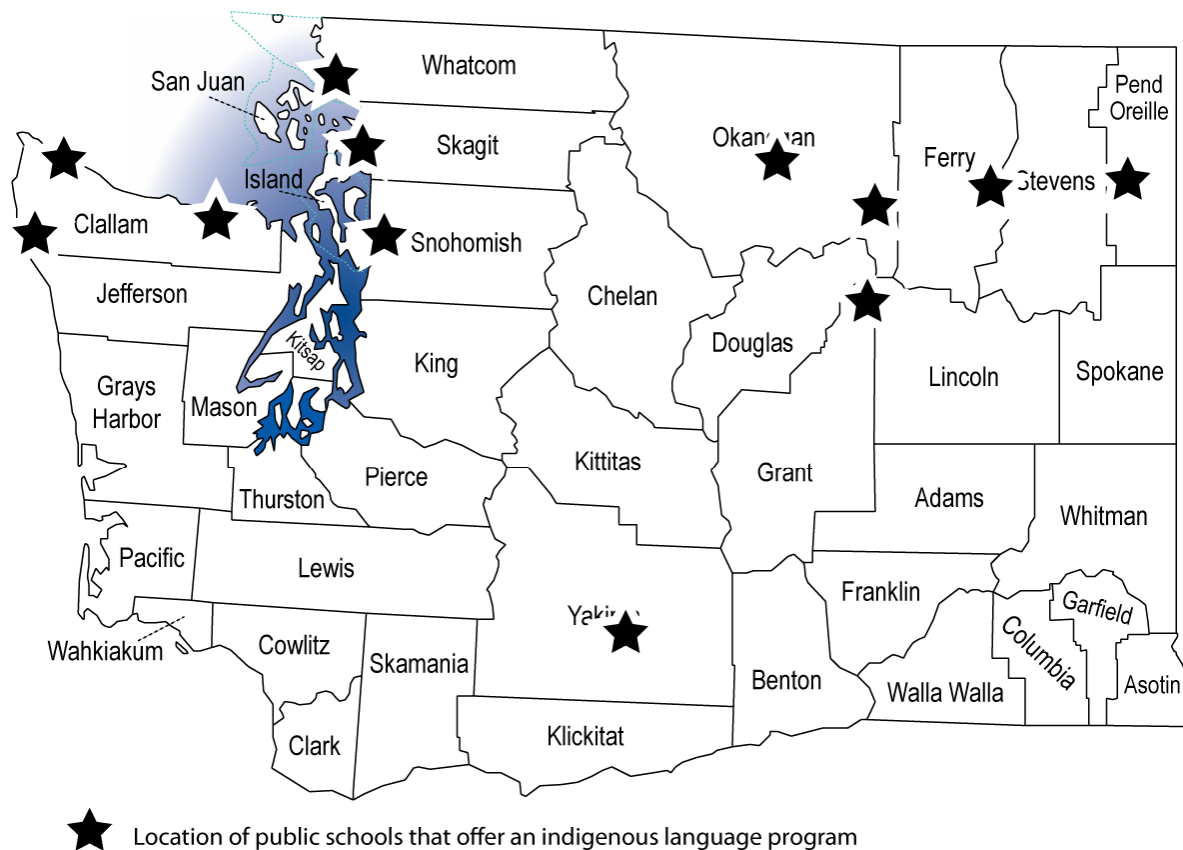 Whatcom
San Juan
Pend
Oreille
Skagit
Ferry
Island
Stevens
Clallam
Snohomish
Jefferson
Chelan
Douglas
Kitsap
King
Lincoln
Spokane
Grays
Harbor
Mason
Kittitas
Grant
Pierce
Thurston
Adams
Whitman
Pacific
Lewis
Franklin
Garfield
Wahkiakum
Cowlitz
Skamania
Columbia
Benton
Walla Walla
Asotin
Clark
Klickitat
Location of public schools that offer an indigenous language program